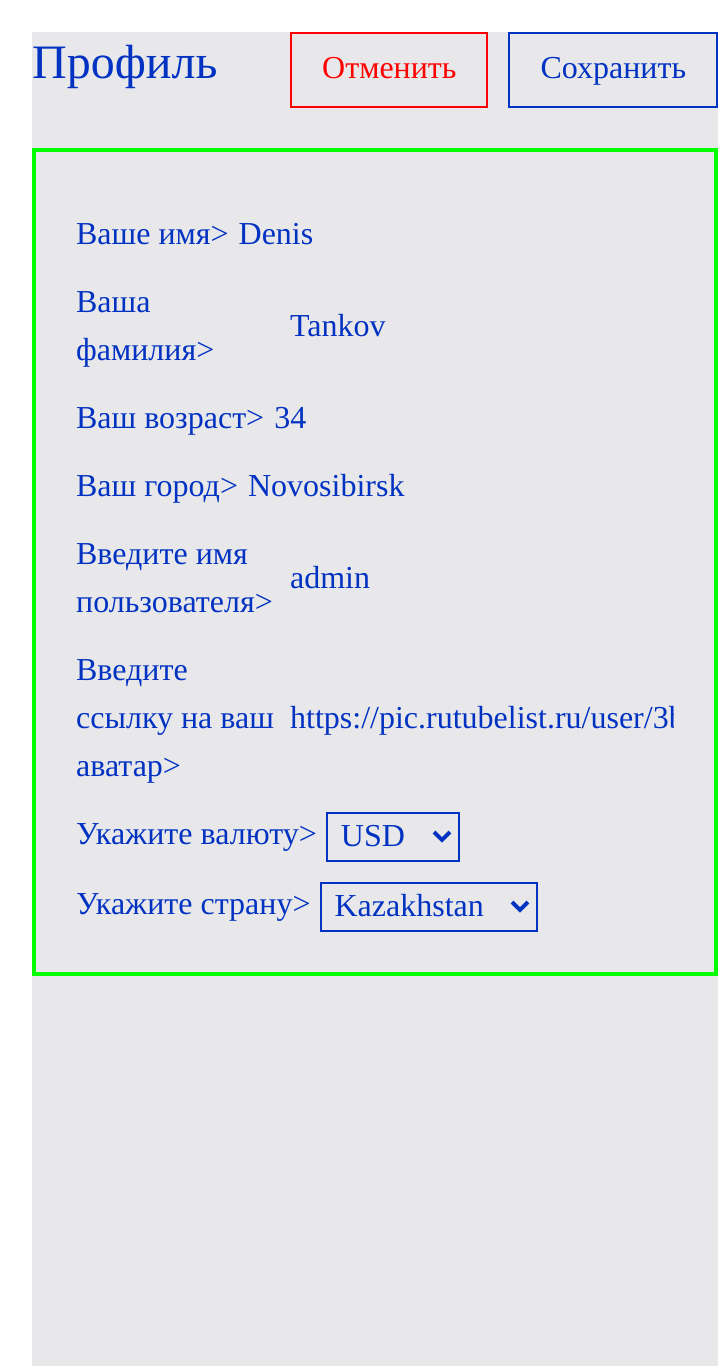 Профиль Отменить Сохранить
Ваше имя> Denis
Ваша
фамилия> Tankov
Ваш возраст> 34
Ваш город> Novosibirsk
Введите имя
пользователя> admin
Введите
ссылку на ваш https://pic.rutubelist.ru/user/3
аватар>
Укажите валюту> USD
Укажите страну> Kazakhstan